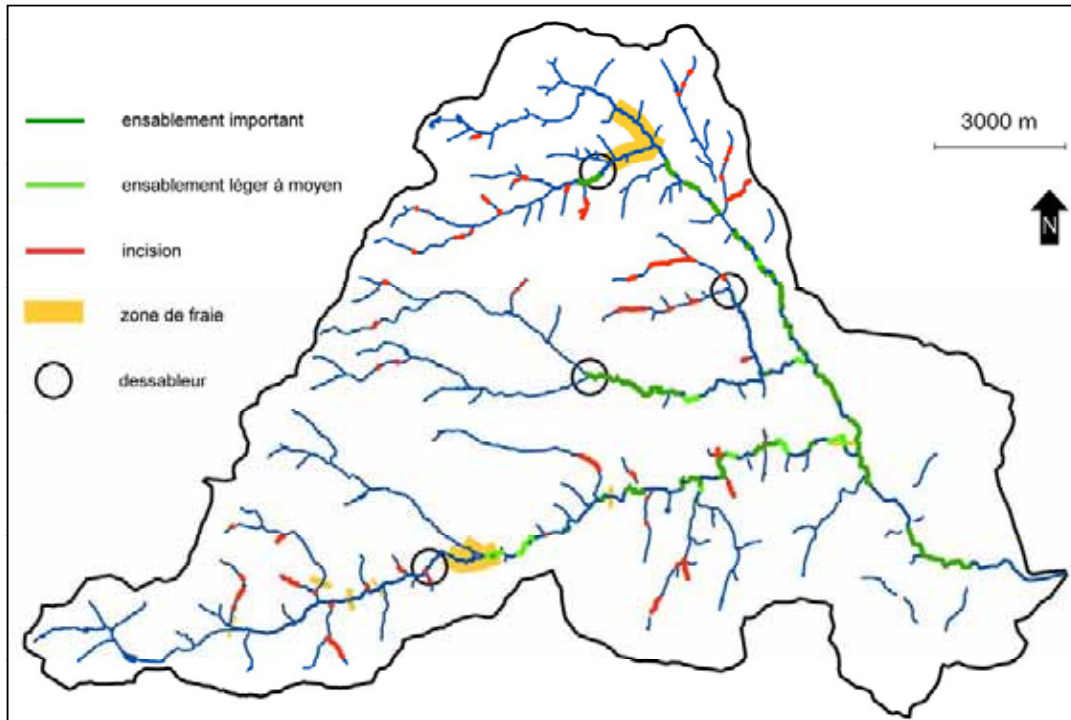 ensablement important
3000 m
ensablement léger à moyen
N
incision
zone de fraie
dessableur